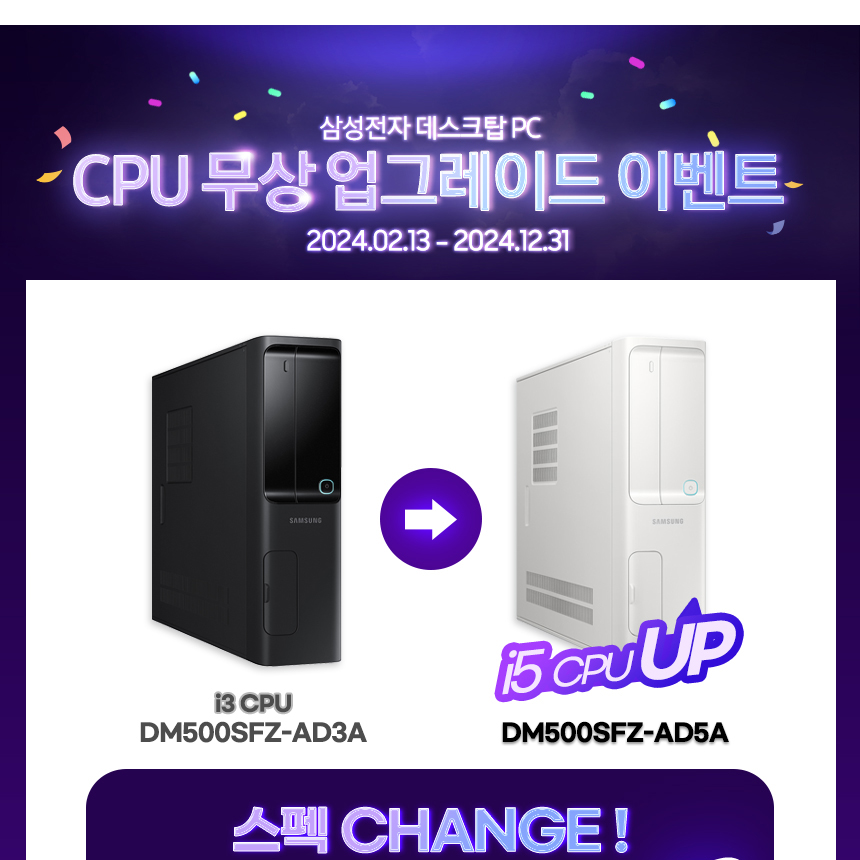 삼성전자 데스크탑 PC
CPU 무상 업그레이드 이벤트
2024.02.13 - 2024.12.31
SAMSUNG
SAMSUNG
i5 CPU UP
i3 CPU
DM500SFZ-AD3A
DM500SFZ-AD5A
스펙 CHANGE !